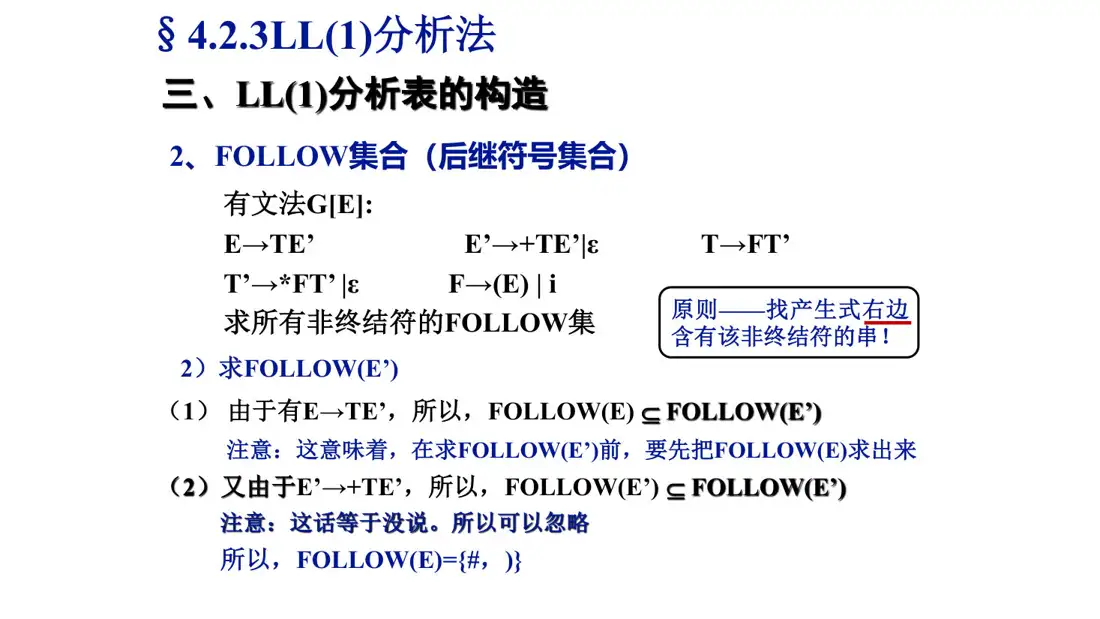 §4.2.3LL(1)分析法
三、LL(1)分析表的构造
2、FOLLOW集合（后继符号集合）
有文法G[E]:
E→TE’ E’→+TE’|ε T→FT’
T’→*FT’|ε F→(E) | i
求所有非终结符的FOLLOW集
原则——找产生式右边
含有该非终结符的串！
2）求FOLLOW(E’)
（1） 由于有E→TE’，所以，FOLLOW(E) ⊆ FOLLOW(E’)
注意：这意味着，在求FOLLOW(E’)前，要先把FOLLOW(E)求出来
（2）又由于E’→+TE’，所以，FOLLOW(E’) ⊆ FOLLOW(E’)
注意：这话等于没说。所以可以忽略
所以，FOLLOW(E)={#，)}